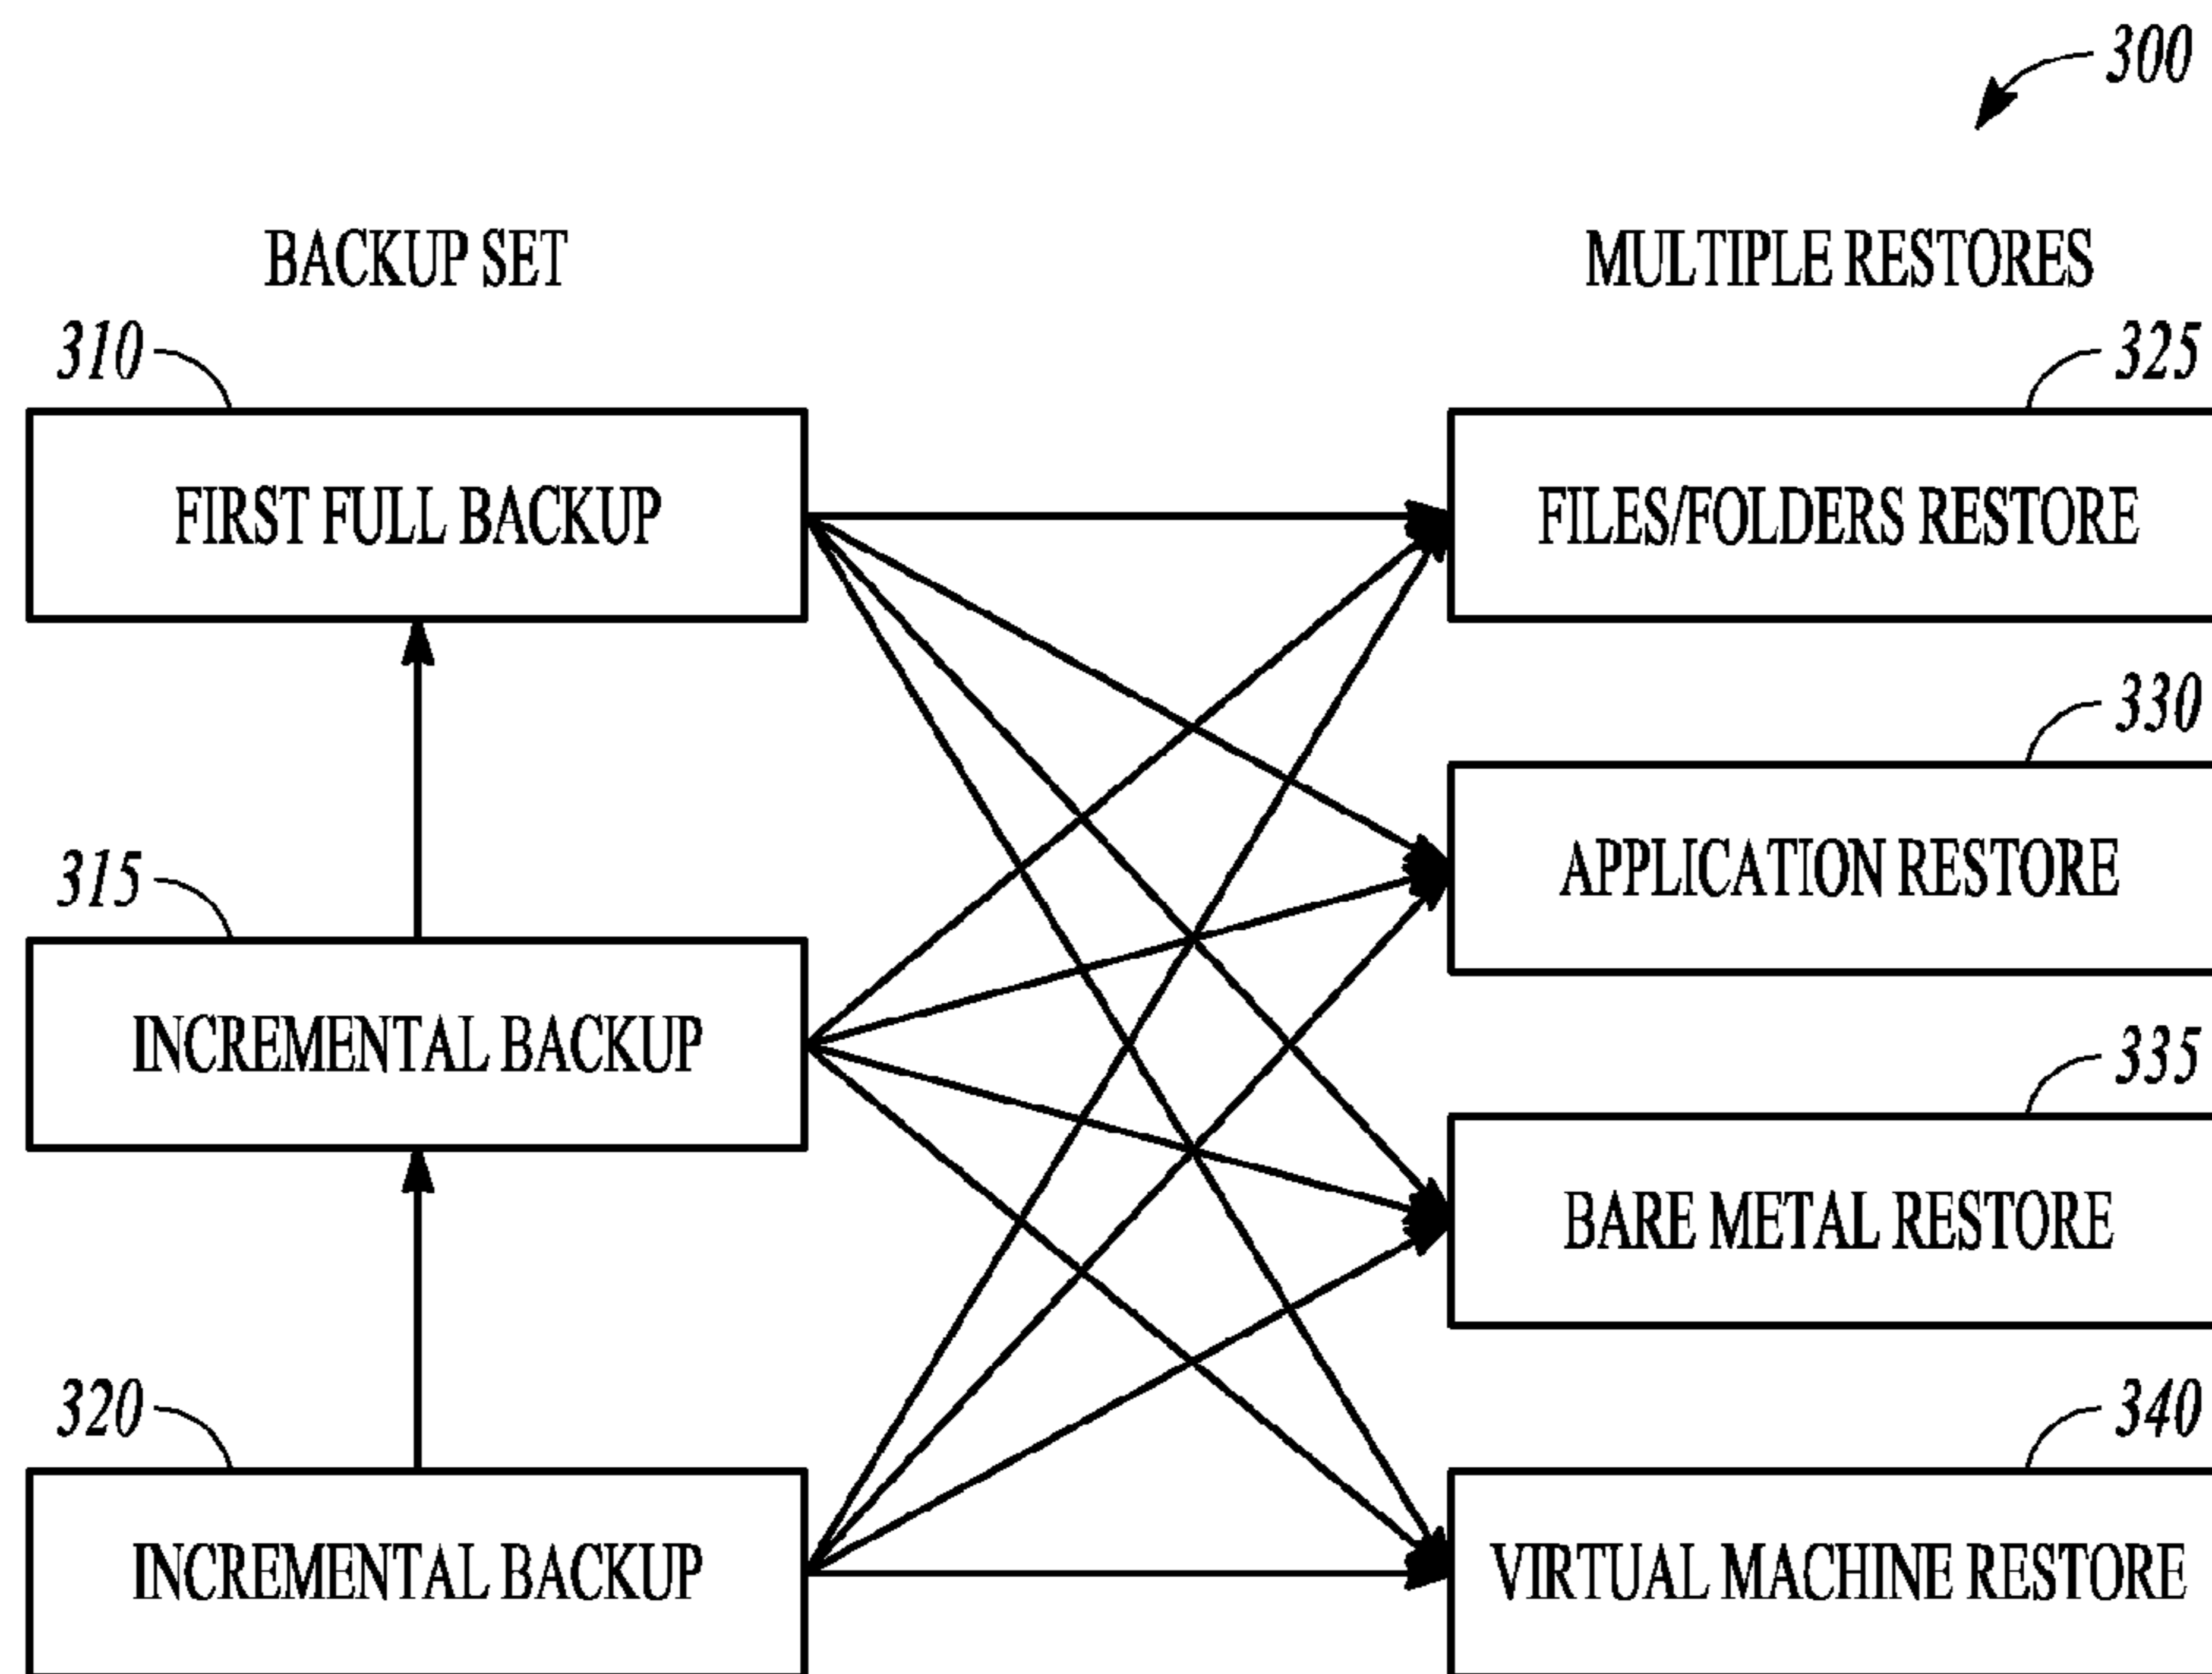 300
BACKUP SET
MULTIPLE RESTORES
310
325
FIRST FULL BACKUP
FILES/FOLDERS RESTORE
330
APPLICATION RESTORE
315
INCREMENTAL BACKUP
335
BARE METAL RESTORE
320
340
INCREMENTAL BACKUP
VIRTUAL MACHINE RESTORE